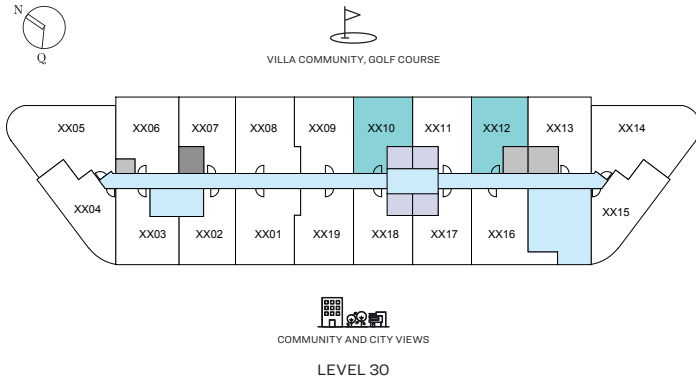 N
Q
VILLA COMMUNITY, GOLF COURSE
XX05 XX06 XX07 XX08 XX09 XX10 XX11 XX12 XX13 XX14
XX04 XX03 XX02 XX01 XX19 XX18 XX17 XX16 XX15
COMMUNITY AND CITY VIEWS
LEVEL 30